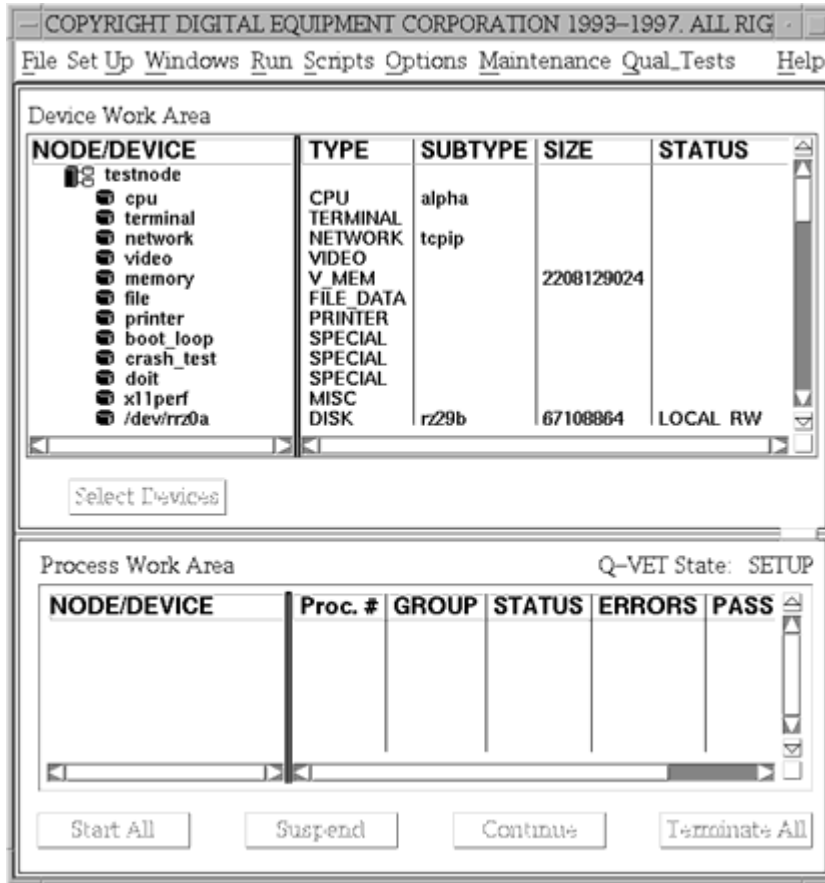 COPYRIGHT DIGITAL EQUIPMENT CORPORATION 1993-1997. ALL RIG
File Set Up Windows Run Scripts Options Maintenance Qual_Tests Help
Device Work Area
NODE/DEVICE TYPE SUBTYPE SIZE STATUS
testnode
cpu CPU alpha
terminal TERMINAL
network NETWORK tcpip
video VIDEO
memory V_MEM 2208129024
file FILE_DATA
printer PRINTER
boot_loop SPECIAL
crash_test SPECIAL
doit SPECIAL
x11perf MISC
/dev/rrz0a DISK rz29b 67108864 LOCAL RW
Select Devices
Process Work Area Q-VET State: SETUP
NODE/DEVICE Proc. # GROUP STATUS ERRORS PASS
Start All Suspend Continue Terminate All